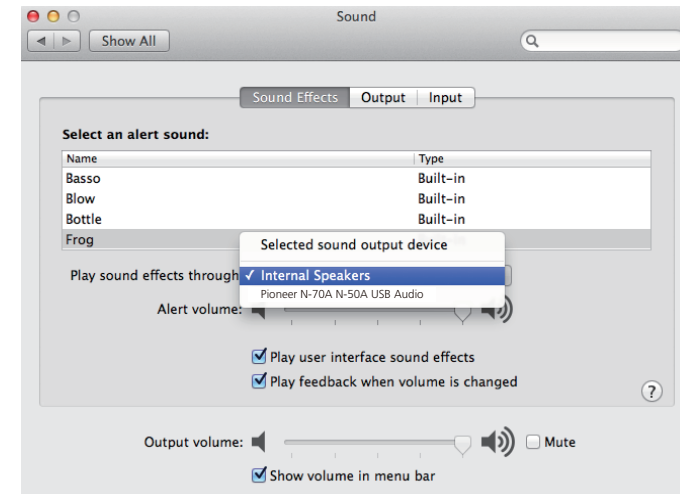 Sound
Show All
Sound Effects Output Input
Select an alert sound:
Name Type
Basso Built-in
Blow Built-in
Bottle Built-in
Frog
Selected sound output device
Play sound effects through ✓ Internal Speakers
Pioneer N-70A N-50A USB Audio
Alert volume:
Play user interface sound effects
Play feedback when volume is changed
?
Output volume: Mute
Show volume in menu bar